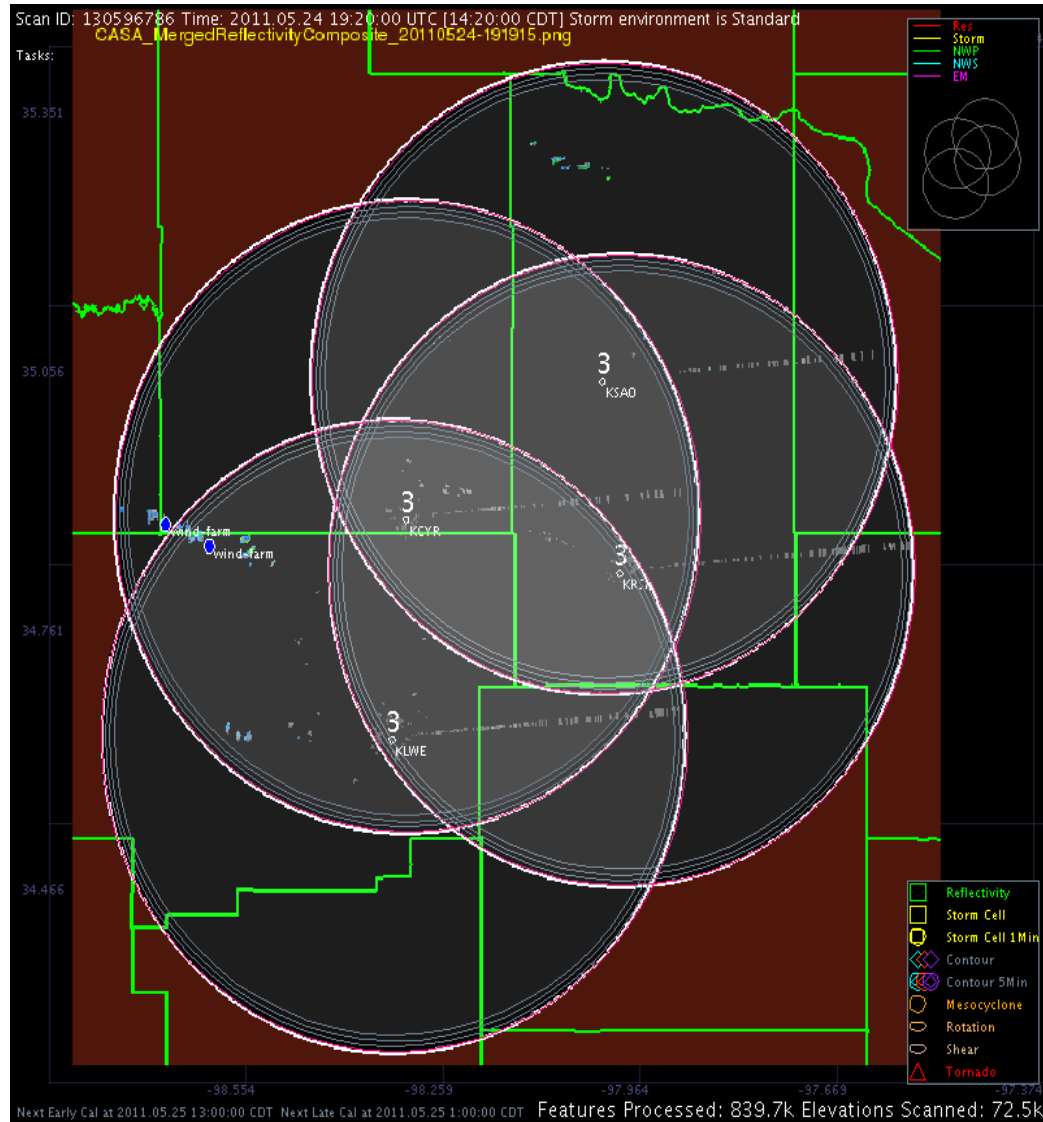 Scan ID: 130596786 Time: 2011.05.24 19:20:00 UTC [14:20:00 CDT] Storm environment is Standard
CASA_MergedReflectivityComposite_20110524-191915.png
Tasks:
Res
Storm
NWP
NWS
EM
35.351
35.056
3
KSAO
3
KCYR
wind-farm
wind-farm
3
34.761
3
KLWE
34.466
Reflectivity
Storm Cell
Storm Cell 1Min
Contour
Contour 5Min
Mesocyclone
Rotation
Shear
Tornado
-98.554
-98.259
-97.964
-97.669
-97.374
Next Early Cal at 2011.05.25 13:00:00 CDT Next Late Cal at 2011.05.25 1:00:00 CDT Features Processed: 839.7k Elevations Scanned: 72.5k